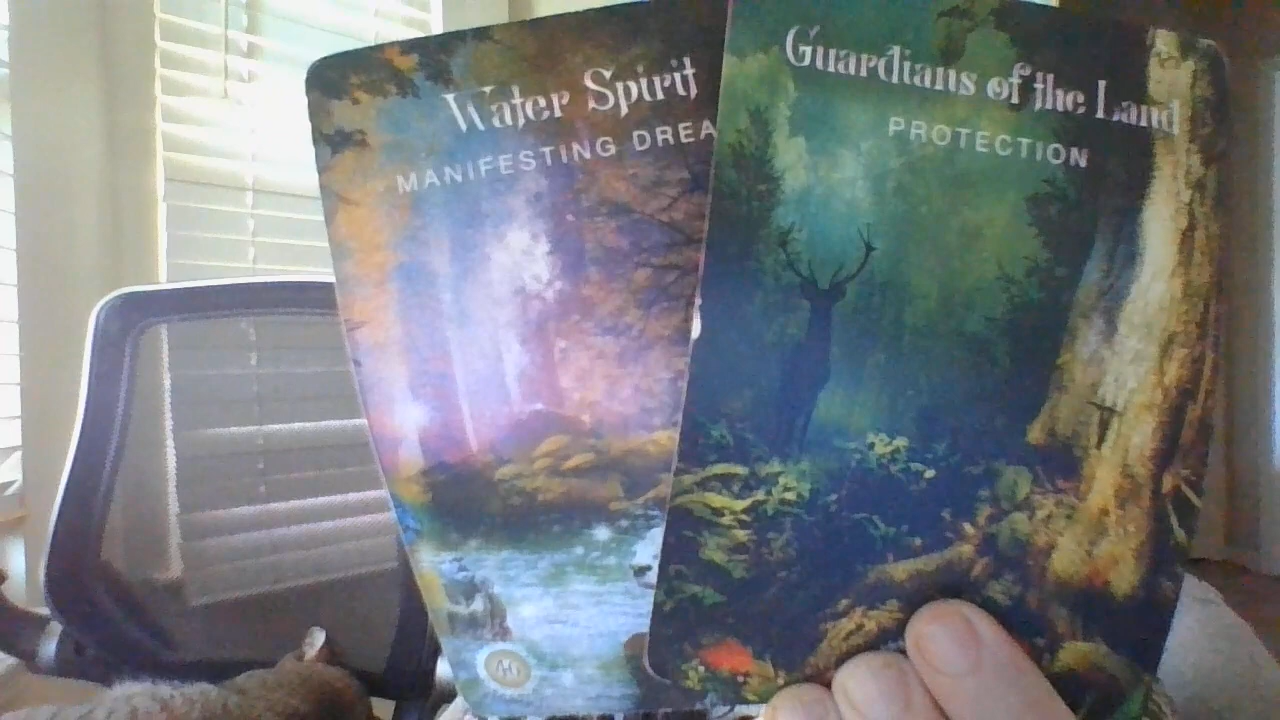 Water Spirit
MANIFESTING DREA
Guardians of the Land
PROTECTION